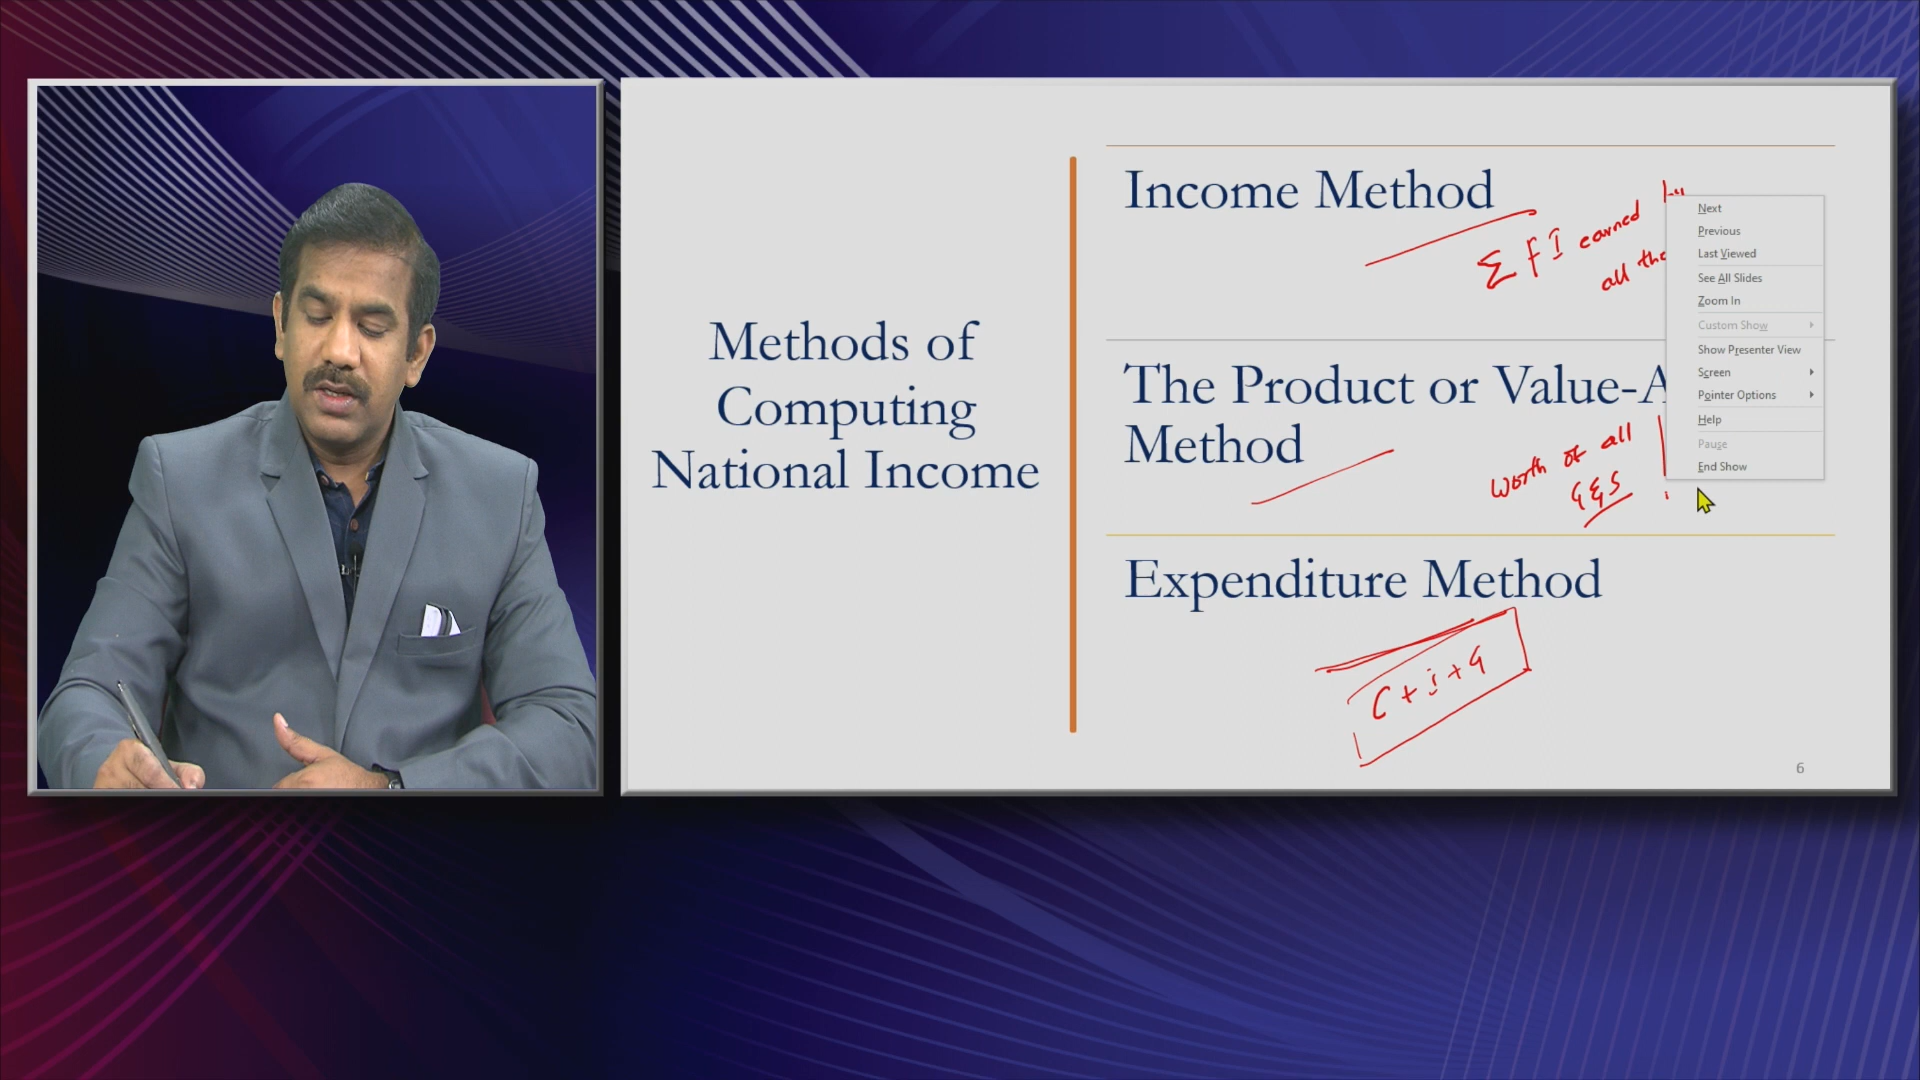 Methods of
Computing
National Income
Income Method
Σ F I earned by
all the
The Product or Value-A
Method
worth of all
G&S
Expenditure Method
C + I + G
6
Next
Previous
Last Viewed
See All Slides
Zoom In
Custom Show
Show Presenter View
Screen
Pointer Options
Help
Pause
End Show